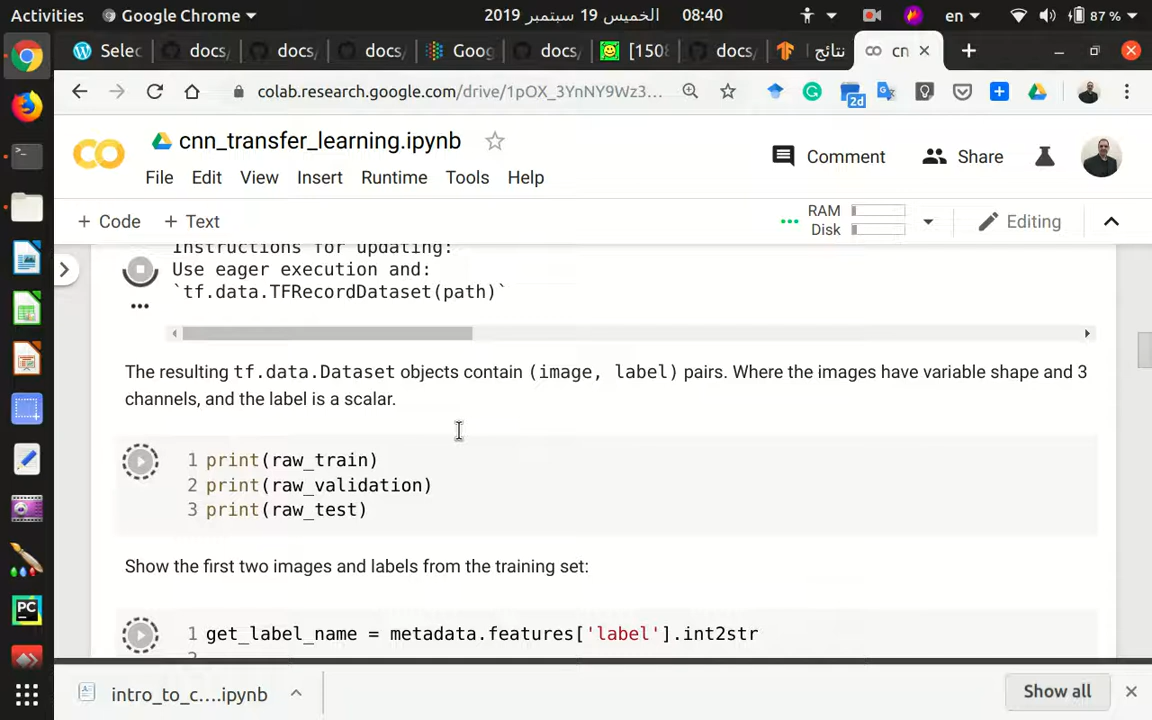 Activities
Google Chrome
الخميس 19 سبتمبر 2019
08:40
en
87 %
Selec
docs/
docs/
docs/
Goog
docs/
[1508
docs/
نتائج
cn
colab.research.google.com/drive/1pOX_3YnNY9Wz3...
2d
cnn_transfer_learning.ipynb
Comment
Share
File
Edit
View
Insert
Runtime
Tools
Help
+ Code
+ Text
RAM
Disk
Editing
Instructions for updating:
Use eager execution and:
`tf.data.TFRecordDataset(path)`
The resulting tf.data.Dataset objects contain (image, label) pairs. Where the images have variable shape and 3
channels, and the label is a scalar.
1 print(raw_train)
2 print(raw_validation)
3 print(raw_test)
Show the first two images and labels from the training set:
1 get_label_name = metadata.features['label'].int2str
2
PC
intro_to_c....ipynb
Show all